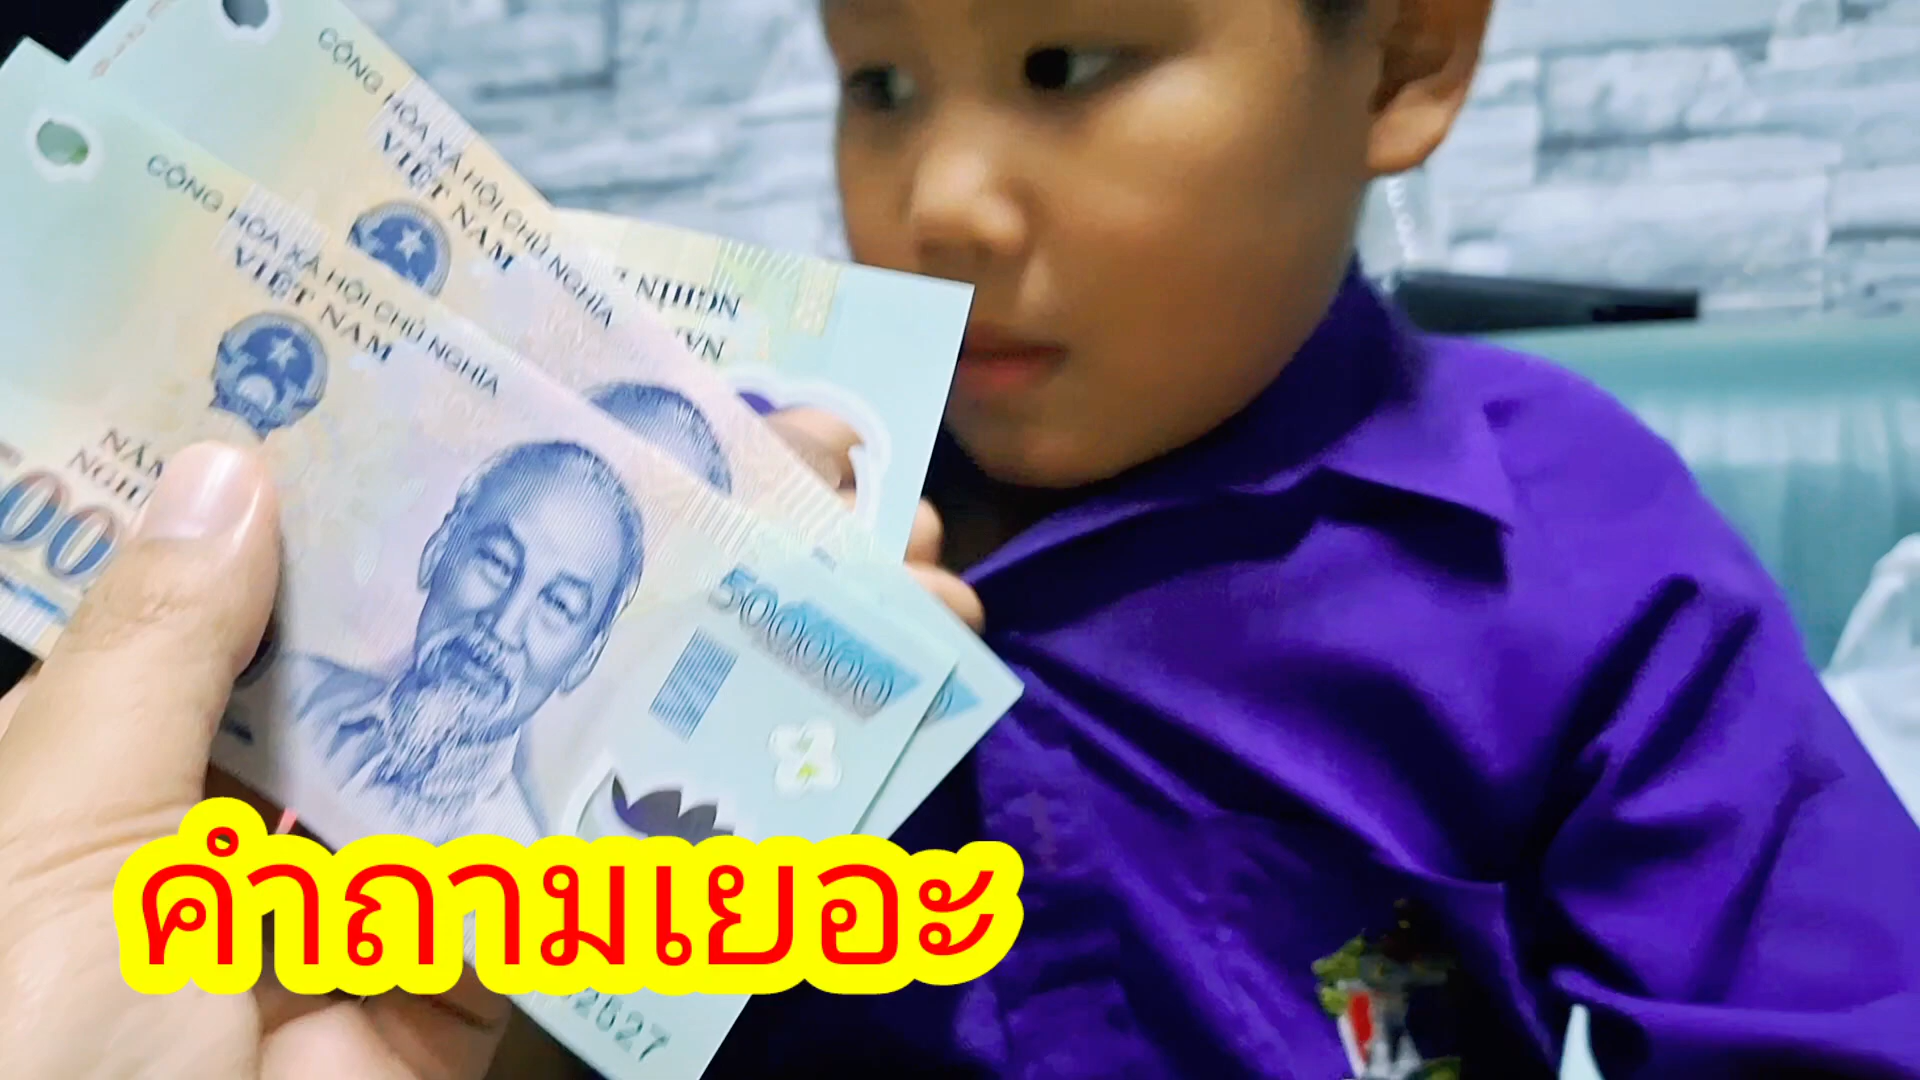 CỘNG HÒA XÃ HỘI CHỦ NGHĨA
VIỆT NAM
CỘNG HÒA XÃ HỘI CHỦ NGHĨA
VIỆT NAM
NGHÌN
500000
คำถามเยอะ